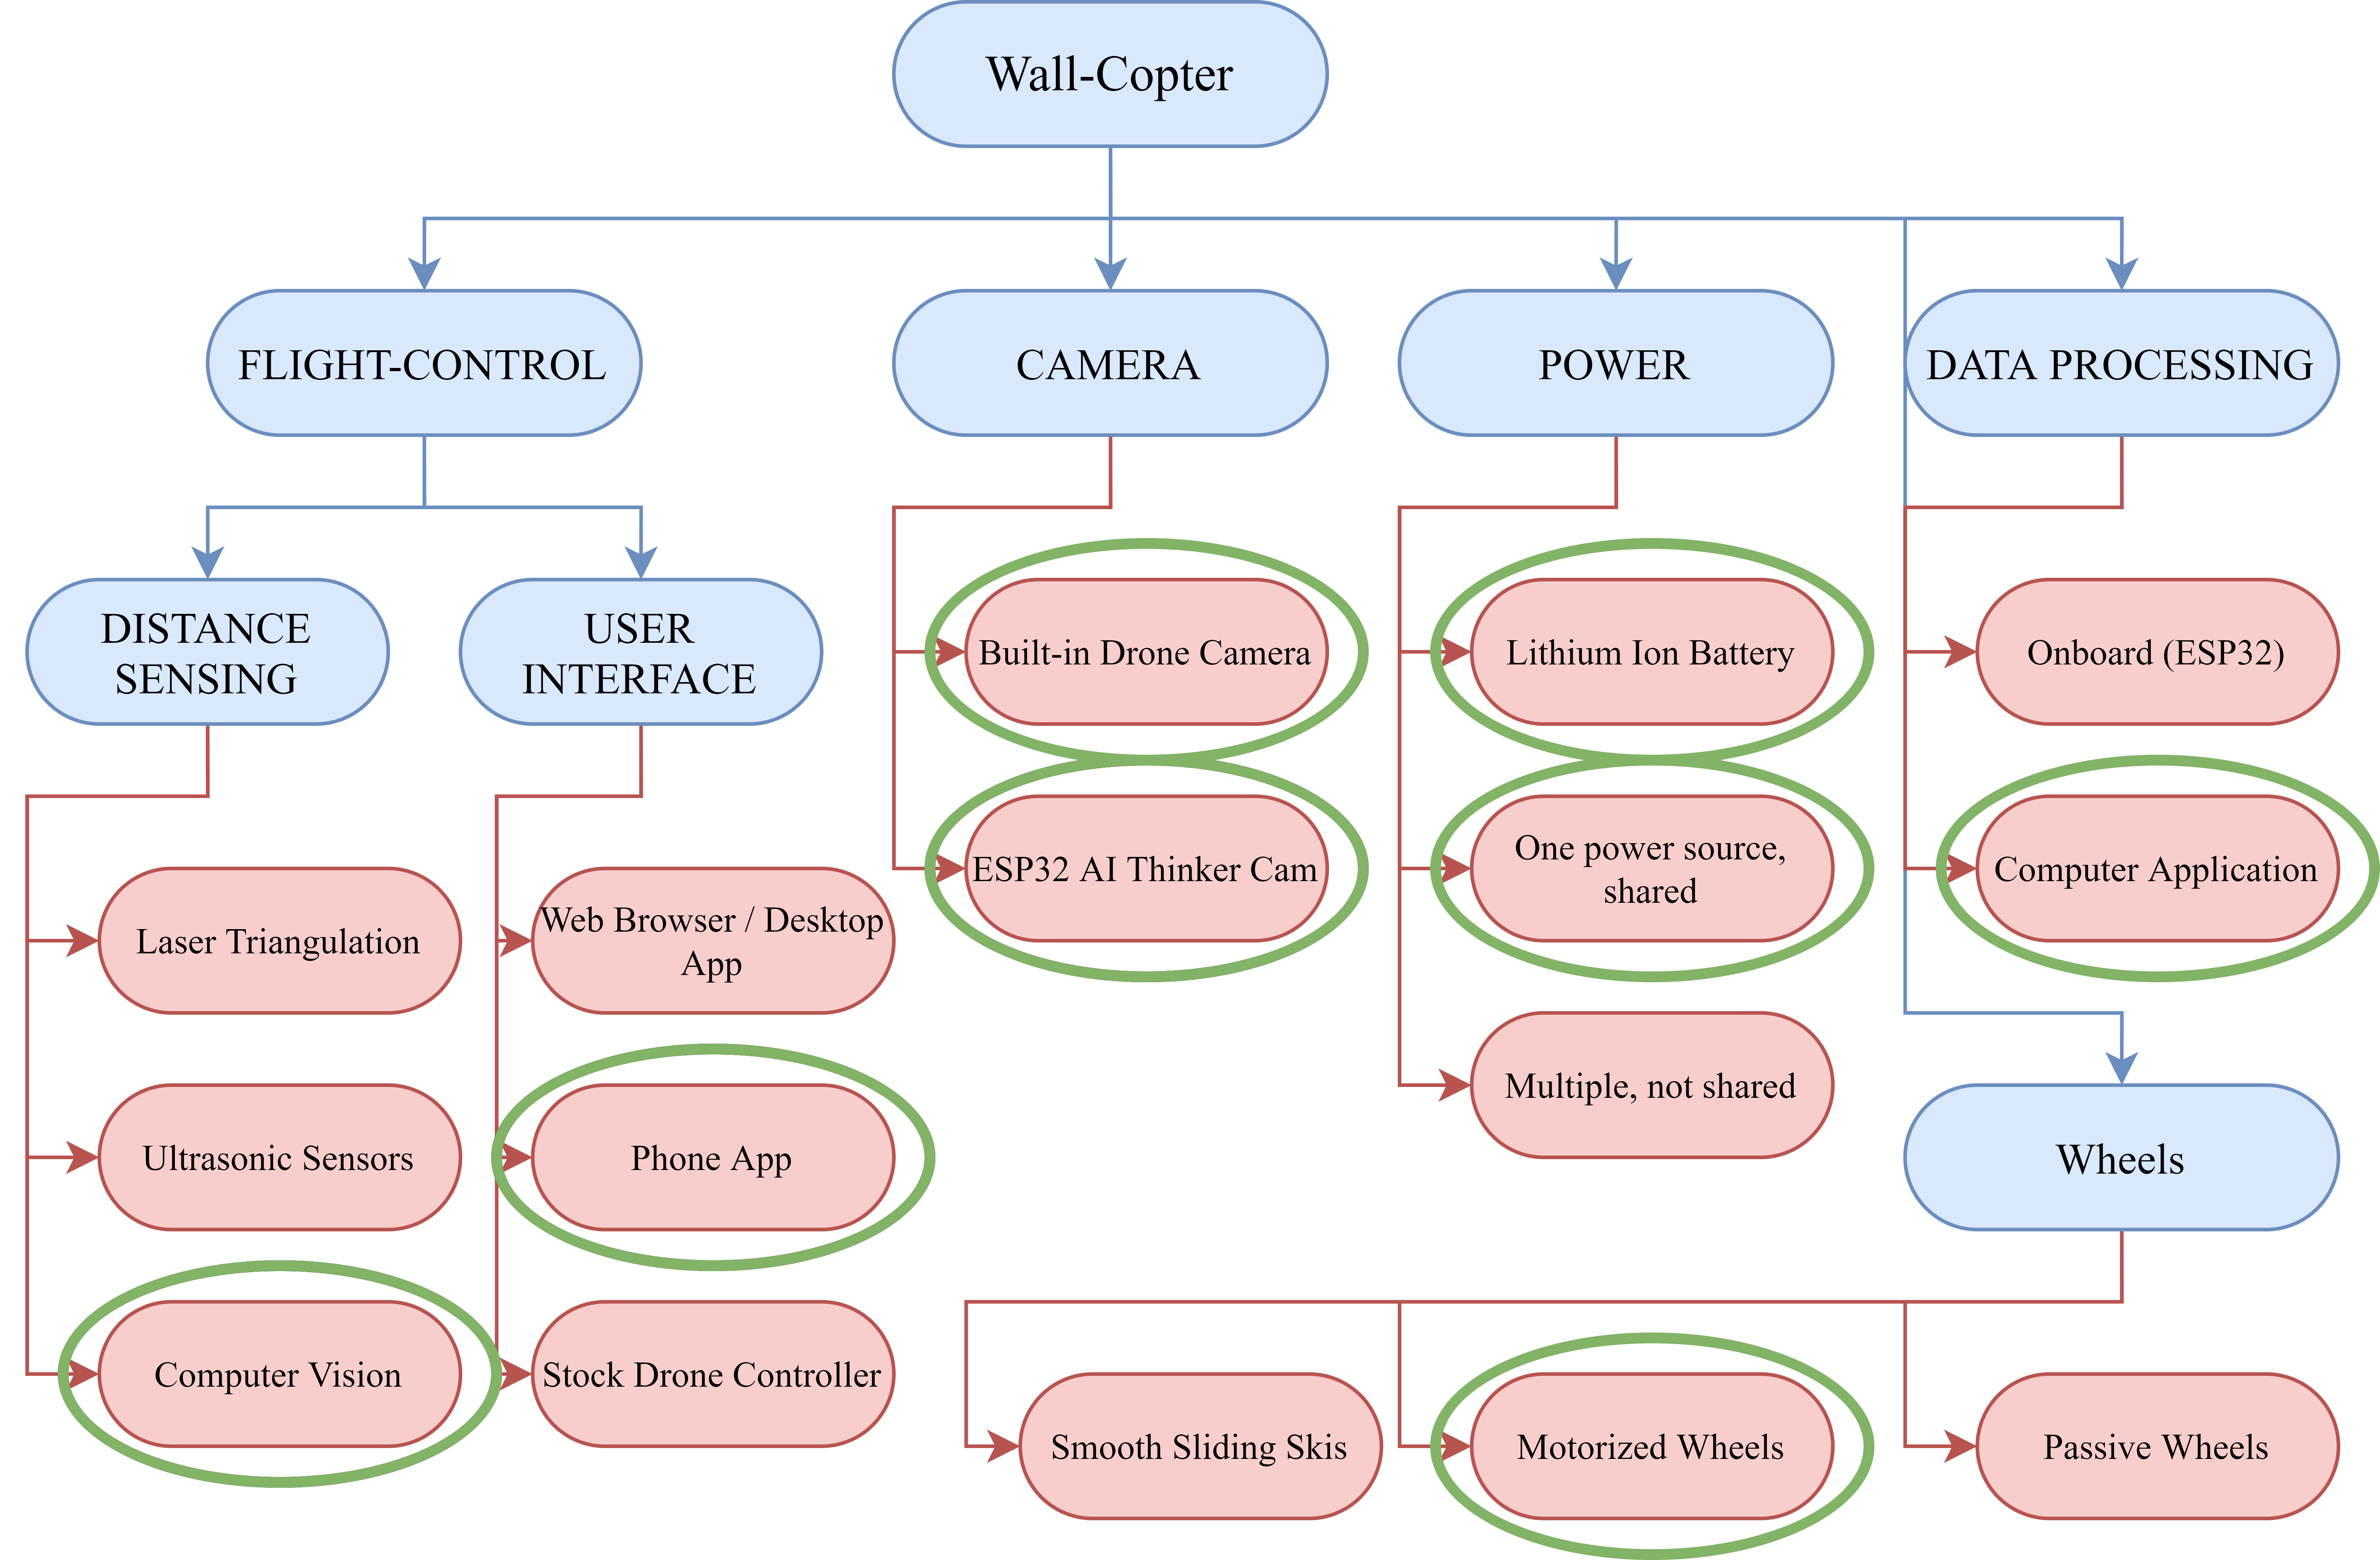 Wall-Copter
FLIGHT-CONTROL
CAMERA
POWER
DATA PROCESSING
DISTANCE
SENSING
USER
INTERFACE
Built-in Drone Camera
Lithium Ion Battery
Onboard (ESP32)
ESP32 AI Thinker Cam
One power source,
shared
Computer Application
Laser Triangulation
Web Browser / Desktop
App
Multiple, not shared
Ultrasonic Sensors
Phone App
Wheels
Computer Vision
Stock Drone Controller
Smooth Sliding Skis
Motorized Wheels
Passive Wheels